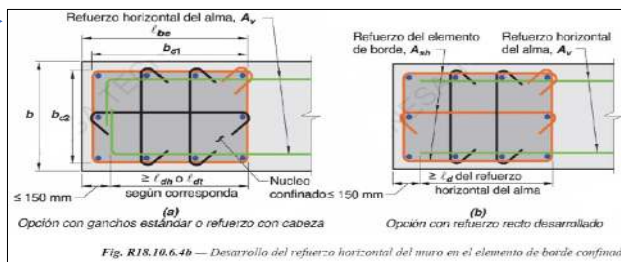 Refuerzo horizontal del alma, Av
ℓbe
bc1
b
bc2
≥ ℓdh o ℓdt
según corresponda
≤ 150 mm
Nucleo
confinado
(a)
Opción con ganchos estándar o refuerzo con cabeza
Refuerzo del elemento
de borde, Ash
Refuerzo horizontal
del alma, Av
≤ 150 mm
≥ ℓd del refuerzo
horizontal del alma
(b)
Opción con refuerzo recto desarrollado
Fig. R18.10.6.4b — Desarrollo del refuerzo horizontal del muro en el elemento de borde confinad